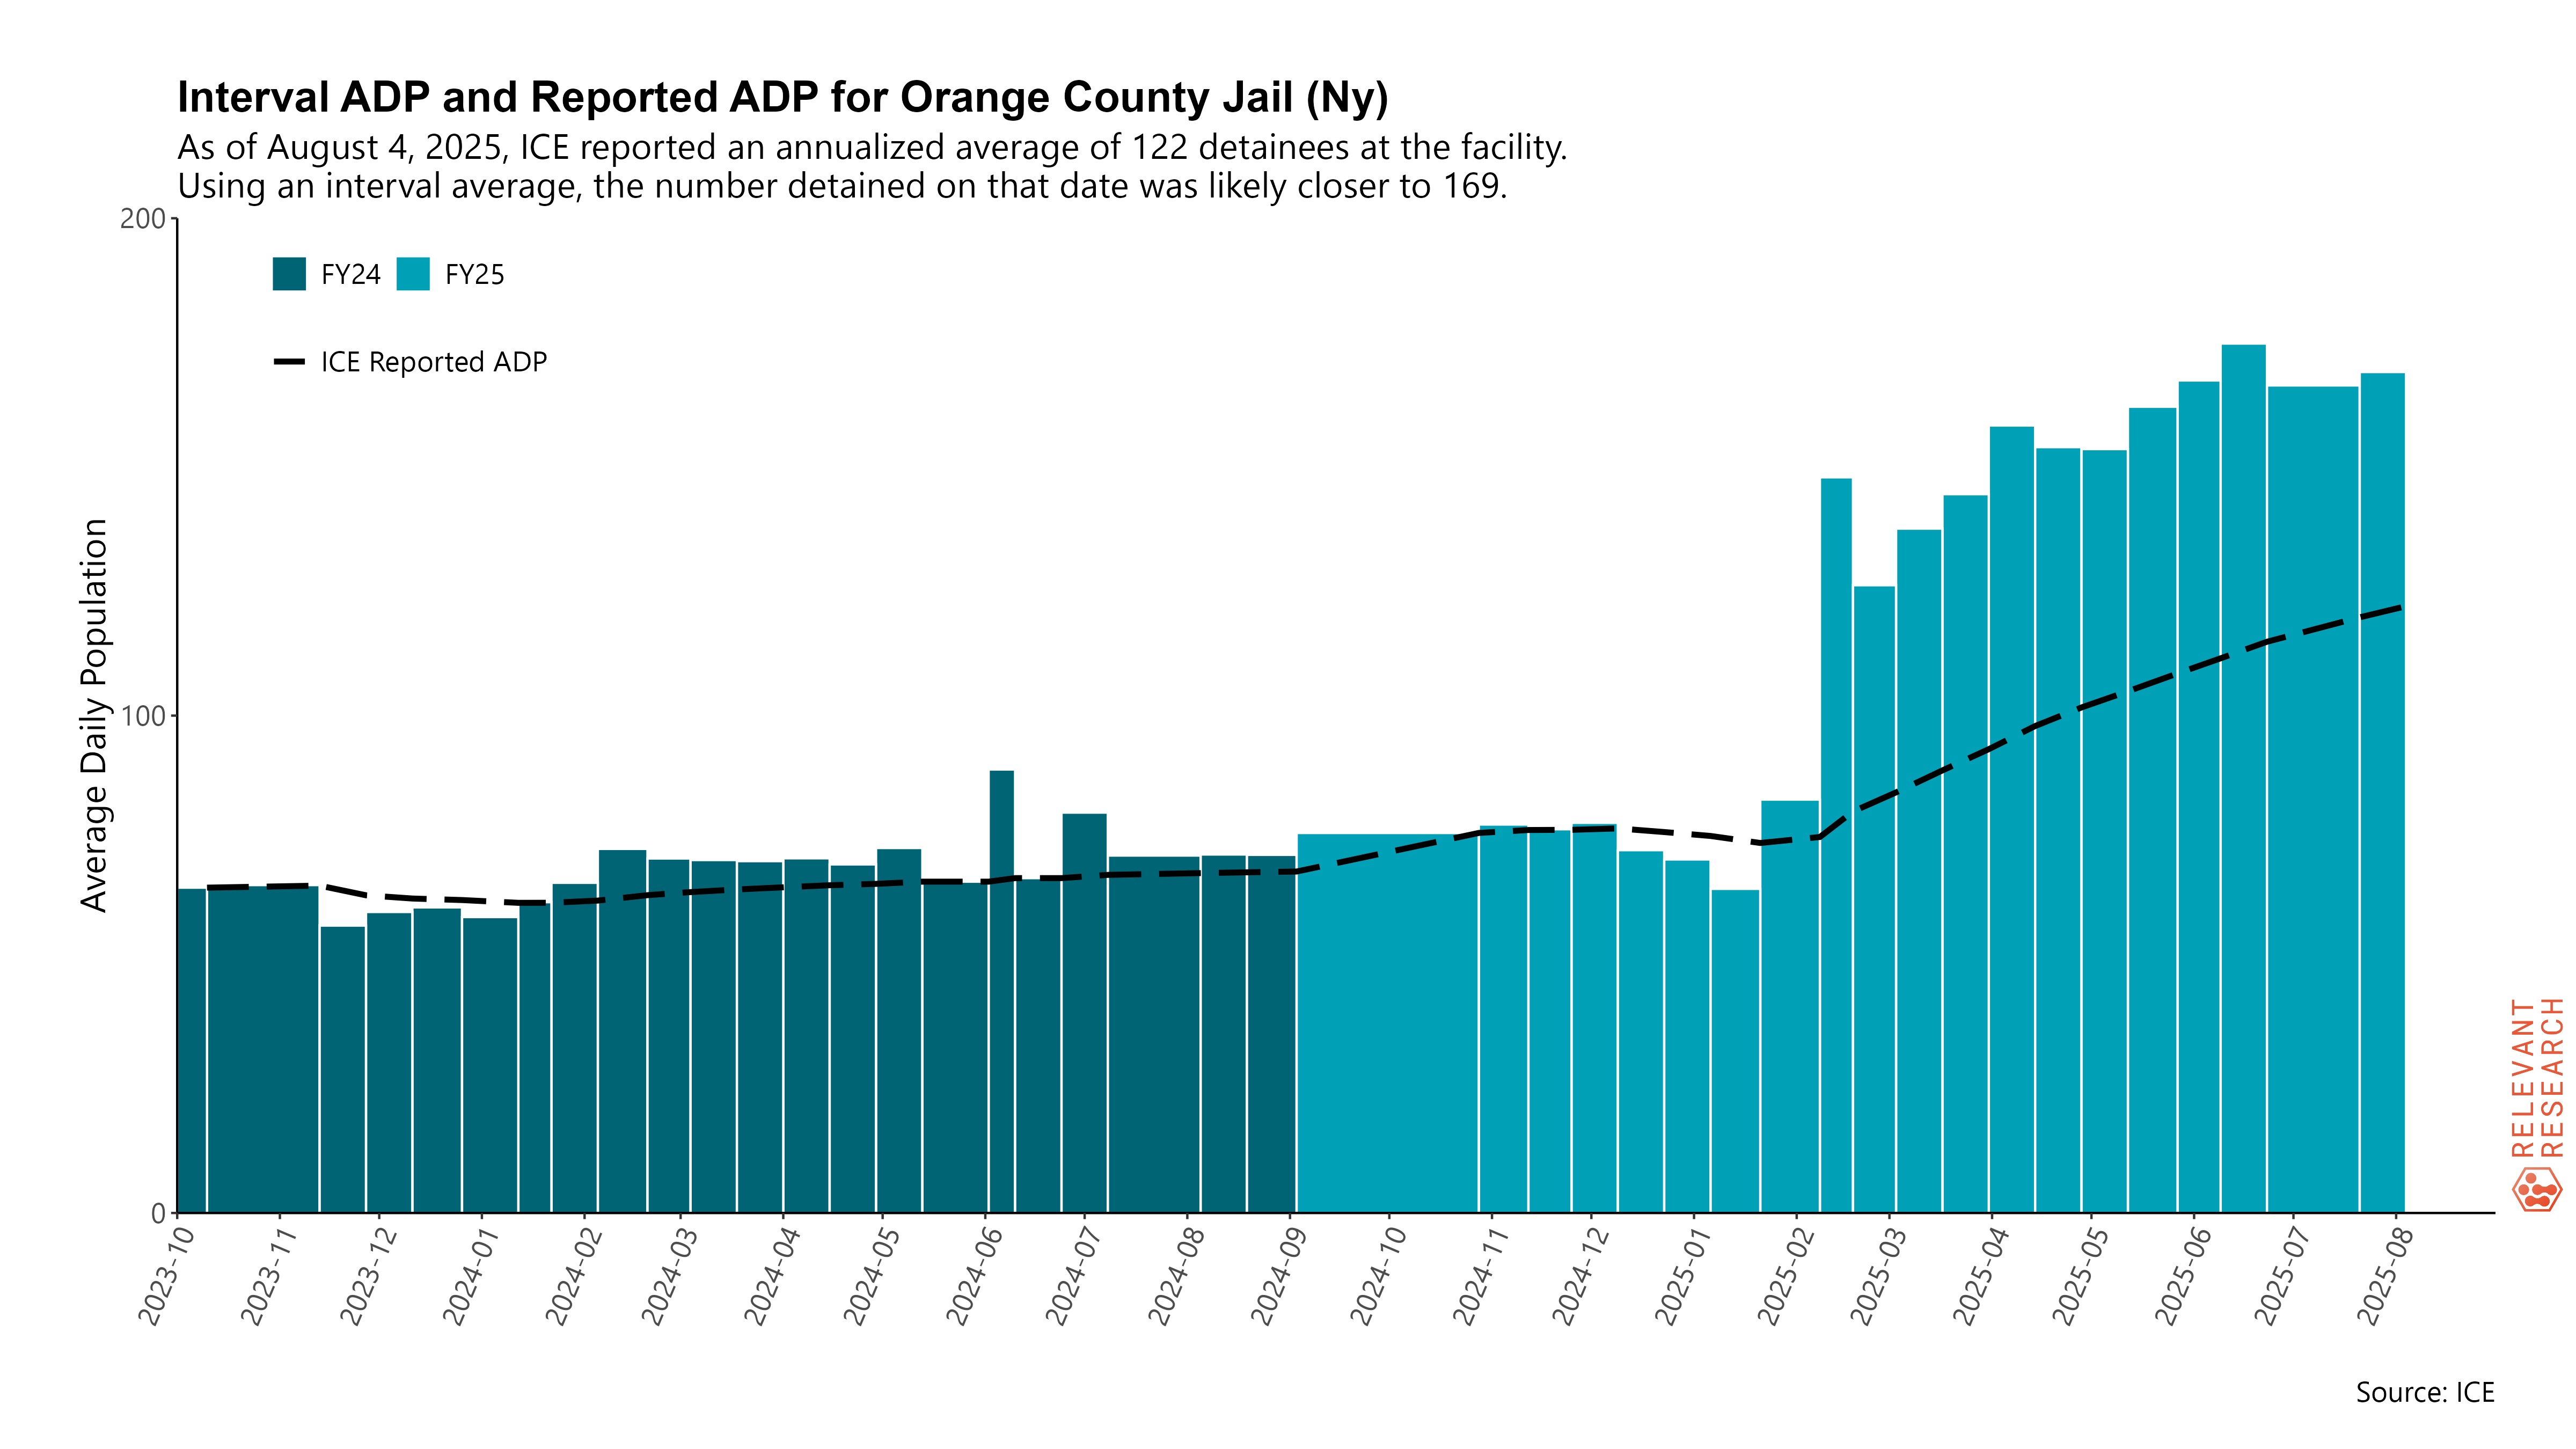 Interval ADP and Reported ADP for Orange County Jail (Ny)
As of August 4, 2025, ICE reported an annualized average of 122 detainees at the facility.
Using an interval average, the number detained on that date was likely closer to 169.
200
FY24 FY25
ICE Reported ADP
Average Daily Population
100
0
2023-10 2023-11 2023-12 2024-01 2024-02 2024-03 2024-04 2024-05 2024-06 2024-07 2024-08 2024-09 2024-10 2024-11 2024-12 2025-01 2025-02 2025-03 2025-04 2025-05 2025-06 2025-07 2025-08
RELEVANT
RESEARCH
Source: ICE